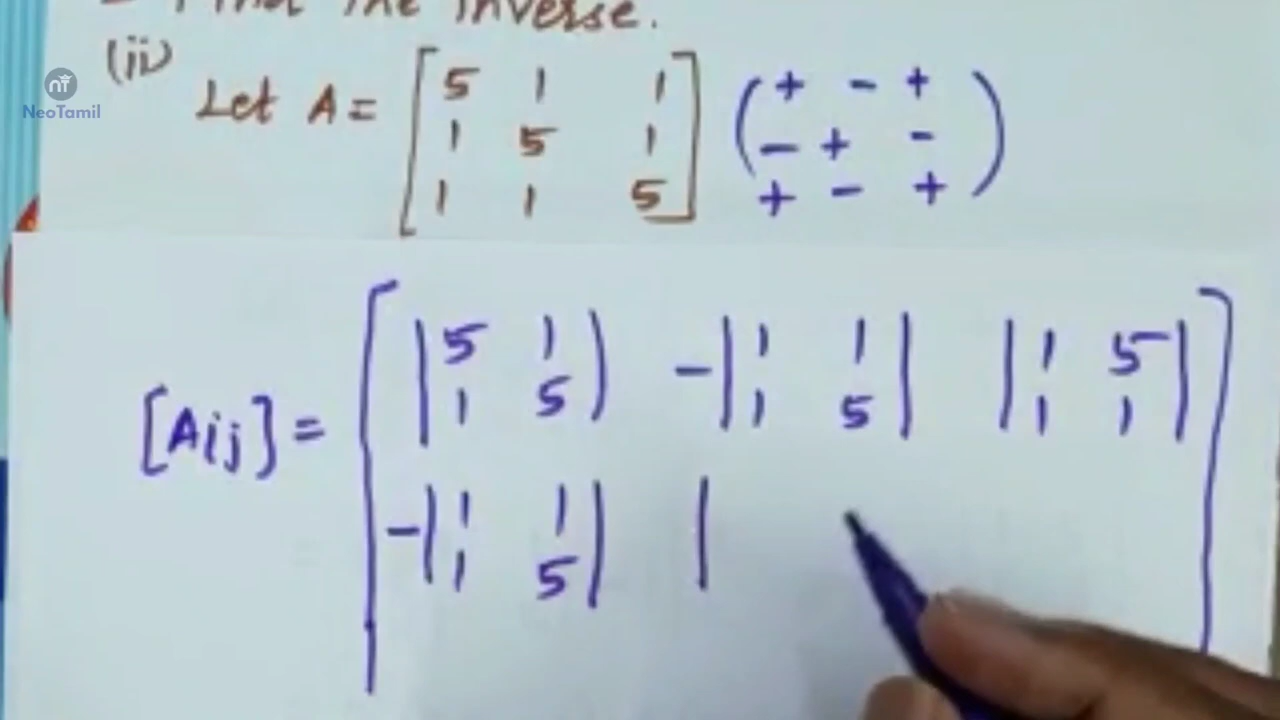 Find the inverse.
(ii)
NeoTamil
Let A = [ 5 1 1 ( + - + )
1 5 1 - + -
1 1 5 ] + - +
[Aij] = [ | 5 1 | -| 1 1 | | 1 5 | ]
| 1 5 | | 1 5 | | 1 1 |
-| 1 1 | |
| 1 5 |